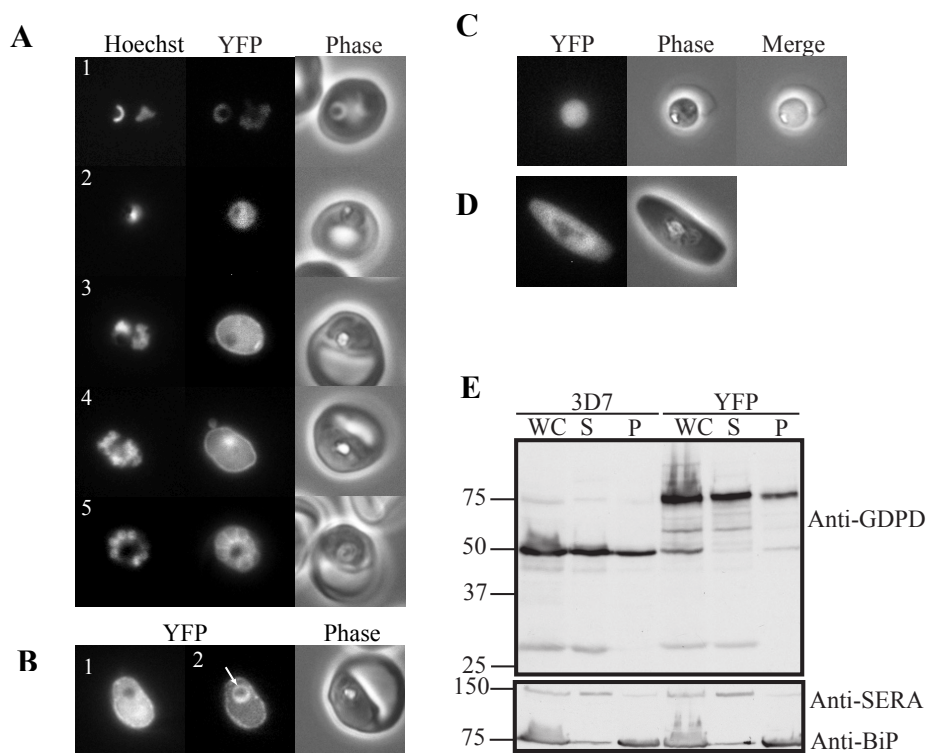 A
Hoechst YFP Phase
1
2
3
4
5
YFP Phase
B
1 2
C
YFP Phase Merge
D
E
3D7 YFP
WC S P WC S P
75
50
37
25
Anti-GDPD
150
75
Anti-SERA
Anti-BiP